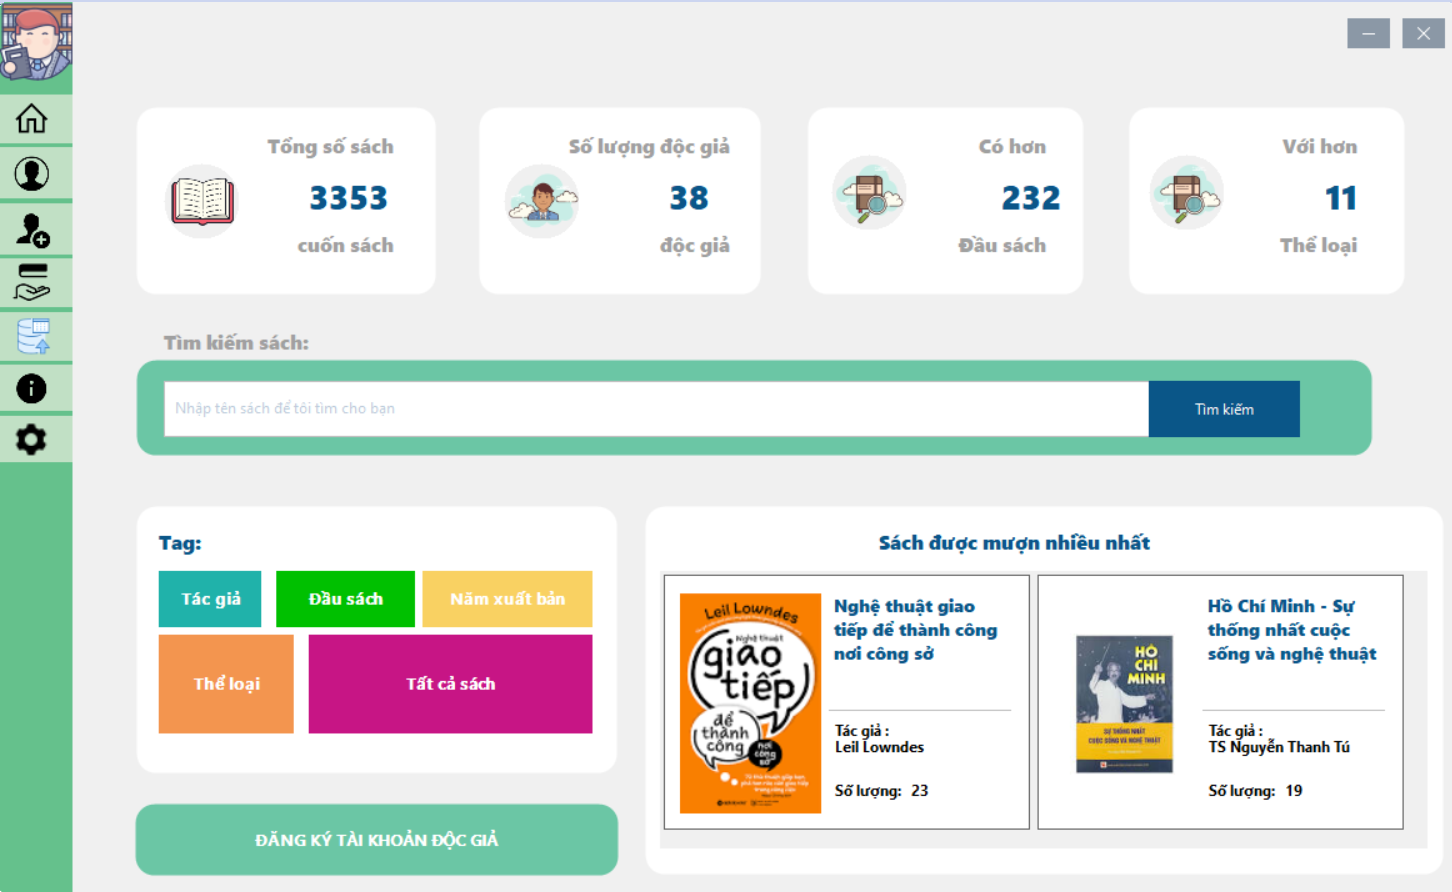 Tổng số sách
3353
cuốn sách
Số lượng độc giả
38
độc giả
Có hơn
232
Đầu sách
Với hơn
11
Thể loại
Tìm kiếm sách:
Nhập tên sách để tôi tìm cho bạn
Tìm kiếm
Tag:
Tác giả
Đầu sách
Năm xuất bản
Thể loại
Tất cả sách
ĐĂNG KÝ TÀI KHOẢN ĐỘC GIẢ
Sách được mượn nhiều nhất
Leil Lowndes
Nghệ thuật
giao
tiếp
để
thành
công
nơi
công
sở
Nghệ thuật giao
tiếp để thành công
nơi công sở
Tác giả :
Leil Lowndes
Số lượng: 23
HỒ
CHÍ
MINH
SỰ THỐNG NHẤT
CUỘC SỐNG VÀ NGHỆ THUẬT
Hồ Chí Minh - Sự
thống nhất cuộc
sống và nghệ thuật
Tác giả :
TS Nguyễn Thanh Tú
Số lượng: 19